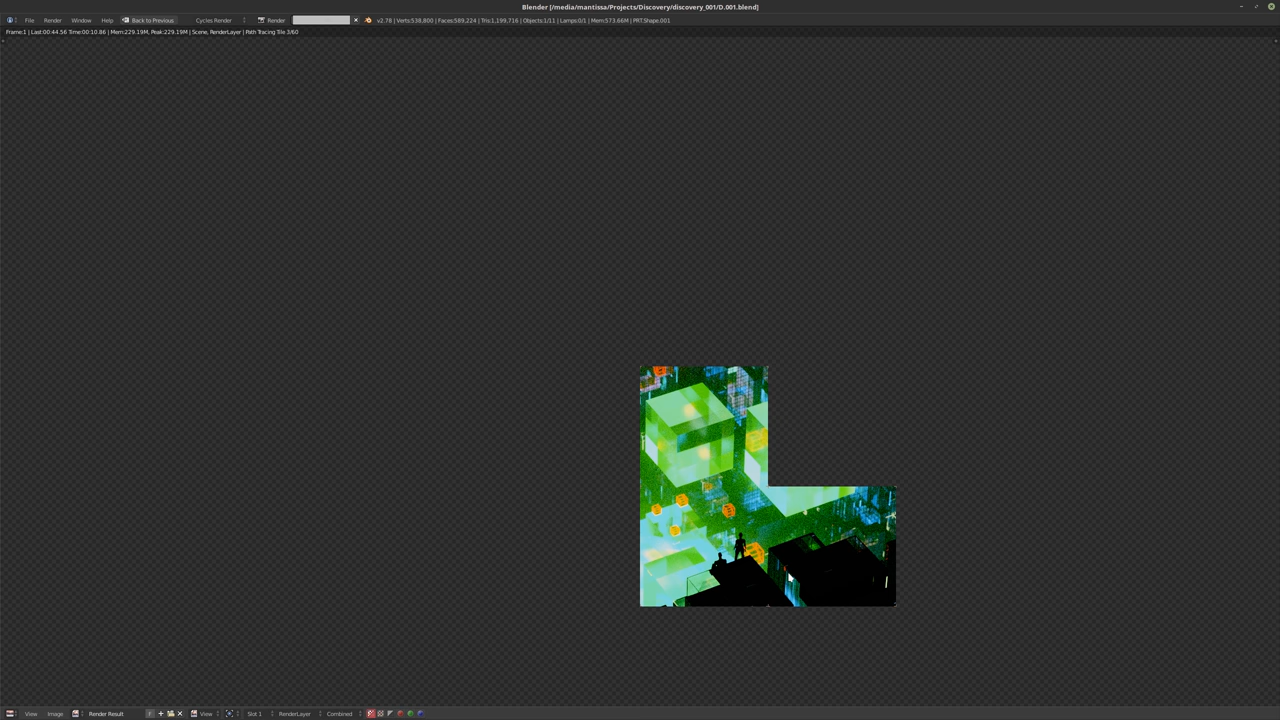 Blender [/media/mantissa/Projects/Discovery/discovery_001/D.001.blend]
File Render Window Help Back to Previous Cycles Render Render v2.78 | Verts:538,800 | Faces:589,224 | Tris:1,199,716 | Objects:1/11 | Lamps:0/1 | Mem:573.66M | PRTShape.001
Frame:1 | Last:00:44.56 Time:00:10.86 | Mem:229.19M, Peak:229.19M | Scene, RenderLayer | Path Tracing Tile 3/60
View Image Render Result F View Slot 1 RenderLayer Combined